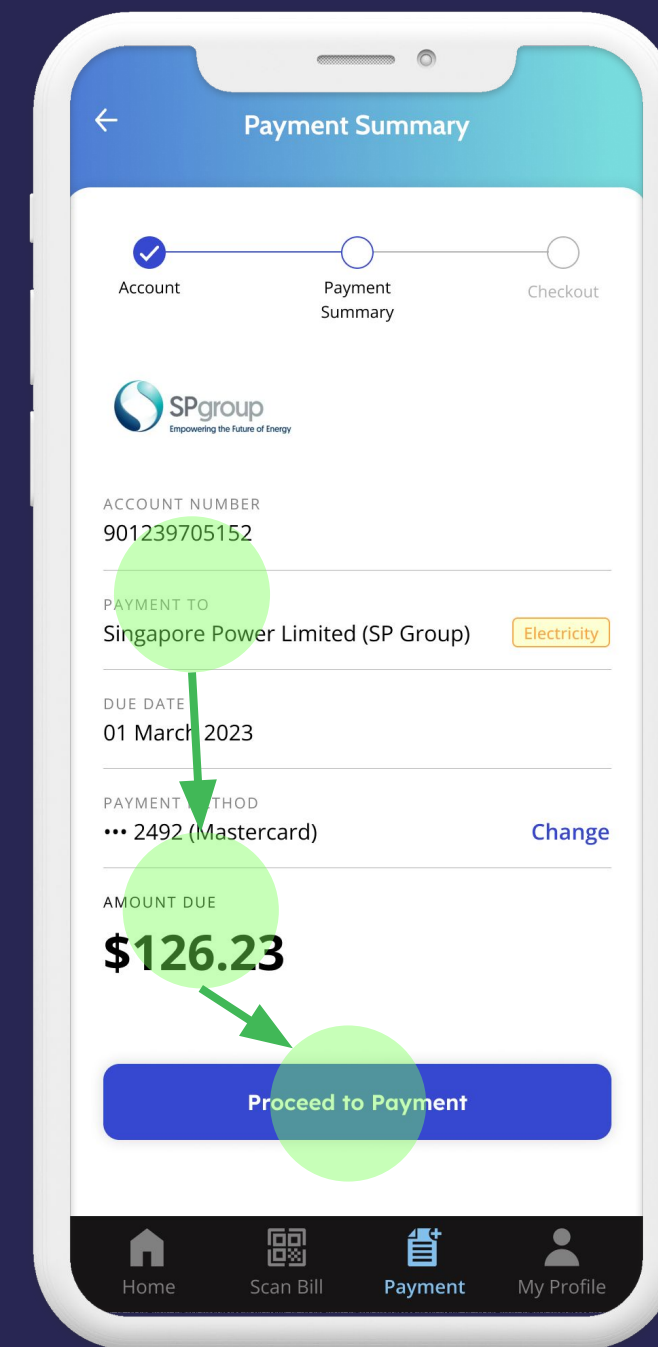 Payment Summary
Account
Payment
Summary
Checkout
SPgroup
Empowering the Future of Energy
ACCOUNT NUMBER
901239705152
PAYMENT TO
Singapore Power Limited (SP Group)
Electricity
DUE DATE
01 March 2023
PAYMENT METHOD
••• 2492 (Mastercard)
Change
AMOUNT DUE
$126.23
Proceed to Payment
Home
Scan Bill
Payment
My Profile